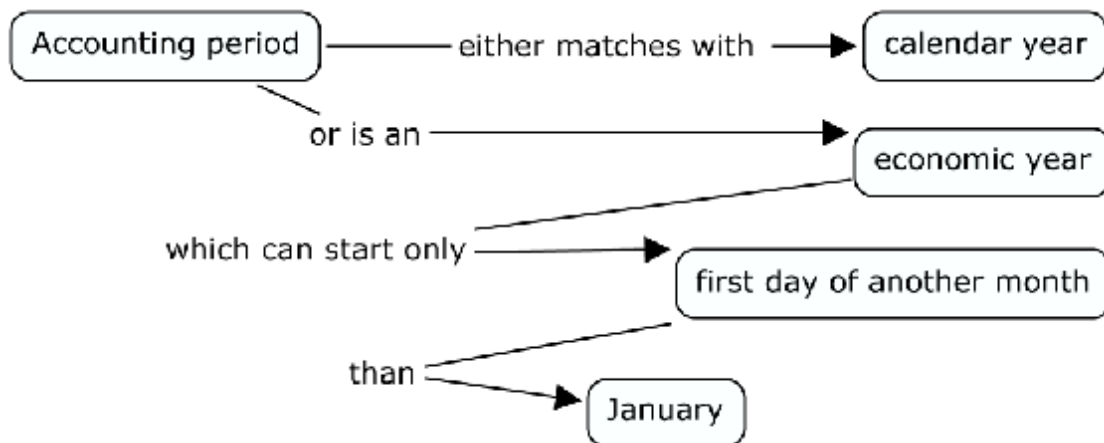 Accounting period either matches with calendar year
or is an
economic year
which can start only
first day of another month
than
January